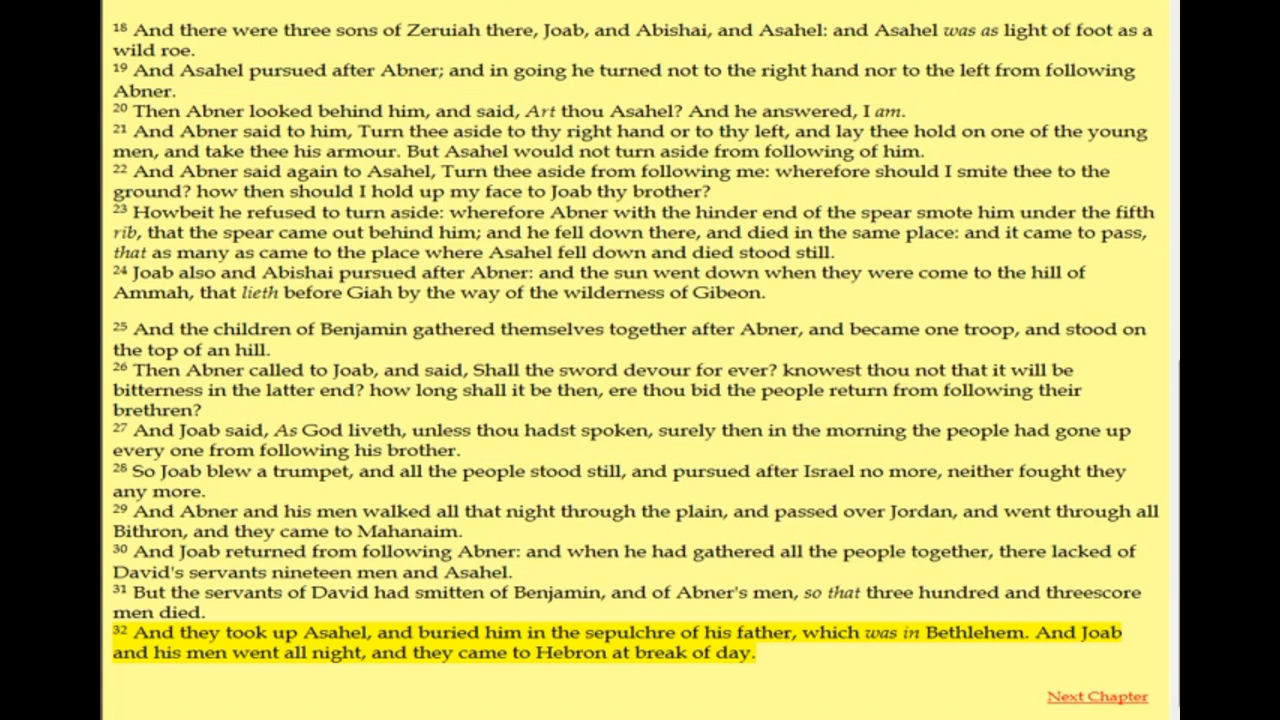 18 And there were three sons of Zeruiah there, Joab, and Abishai, and Asahel: and Asahel was as light of foot as a
wild roe.
19 And Asahel pursued after Abner; and in going he turned not to the right hand nor to the left from following
Abner.
20 Then Abner looked behind him, and said, Art thou Asahel? And he answered, I am.
21 And Abner said to him, Turn thee aside to thy right hand or to thy left, and lay thee hold on one of the young
men, and take thee his armour. But Asahel would not turn aside from following of him.
22 And Abner said again to Asahel, Turn thee aside from following me: wherefore should I smite thee to the
ground? how then should I hold up my face to Joab thy brother?
23 Howbeit he refused to turn aside: wherefore Abner with the hinder end of the spear smote him under the fifth
rib, that the spear came out behind him; and he fell down there, and died in the same place: and it came to pass,
that as many as came to the place where Asahel fell down and died stood still.
24 Joab also and Abishai pursued after Abner: and the sun went down when they were come to the hill of
Ammah, that lieth before Giah by the way of the wilderness of Gibeon.
25 And the children of Benjamin gathered themselves together after Abner, and became one troop, and stood on
the top of an hill.
26 Then Abner called to Joab, and said, Shall the sword devour for ever? knowest thou not that it will be
bitterness in the latter end? how long shall it be then, ere thou bid the people return from following their
brethren?
27 And Joab said, As God liveth, unless thou hadst spoken, surely then in the morning the people had gone up
every one from following his brother.
28 So Joab blew a trumpet, and all the people stood still, and pursued after Israel no more, neither fought they
any more.
29 And Abner and his men walked all that night through the plain, and passed over Jordan, and went through all
Bithron, and they came to Mahanaim.
30 And Joab returned from following Abner: and when he had gathered all the people together, there lacked of
David's servants nineteen men and Asahel.
31 But the servants of David had smitten of Benjamin, and of Abner's men, so that three hundred and threescore
men died.
32 And they took up Asahel, and buried him in the sepulchre of his father, which was in Bethlehem. And Joab
and his men went all night, and they came to Hebron at break of day.
Next Chapter